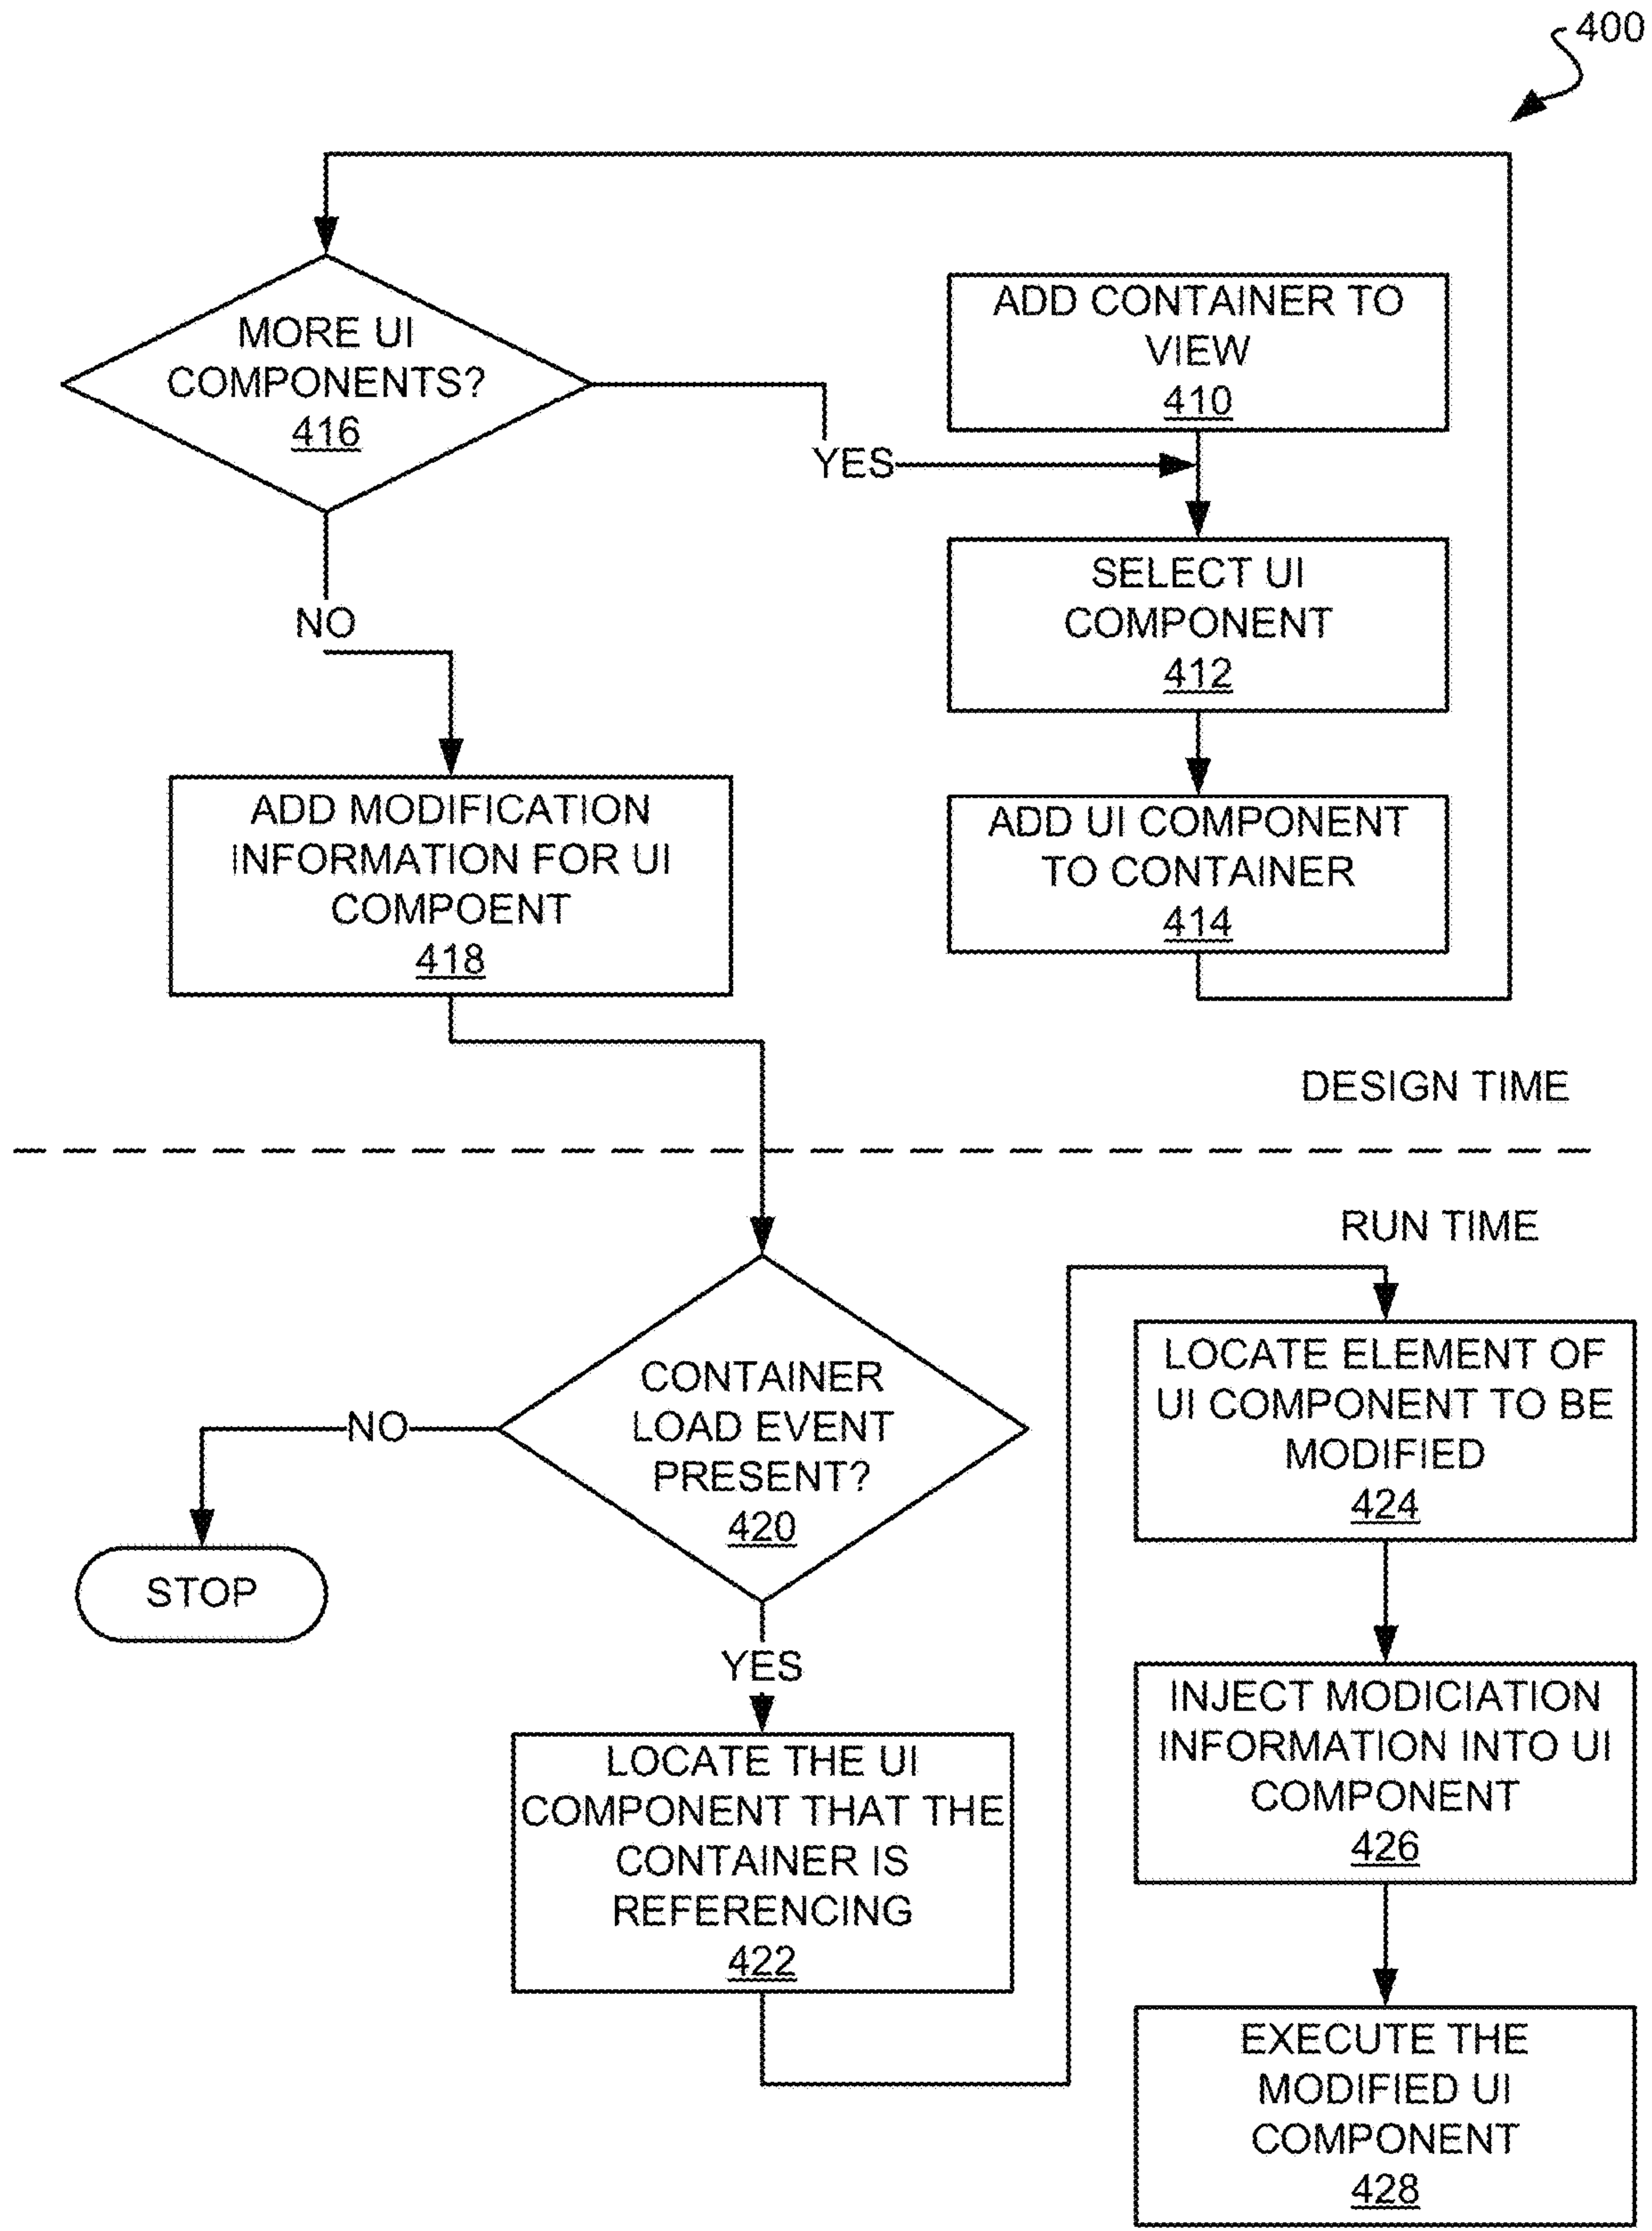 400
MORE UI
COMPONENTS?
416
ADD CONTAINER TO
VIEW
410
YES
SELECT UI
COMPONENT
412
NO
ADD MODIFICATION
INFORMATION FOR UI
COMPOENT
418
ADD UI COMPONENT
TO CONTAINER
414
DESIGN TIME
RUN TIME
CONTAINER
LOAD EVENT
PRESENT?
420
NO
STOP
YES
LOCATE THE UI
COMPONENT THAT THE
CONTAINER IS
REFERENCING
422
LOCATE ELEMENT OF
UI COMPONENT TO BE
MODIFIED
424
INJECT MODICIATION
INFORMATION INTO UI
COMPONENT
426
EXECUTE THE
MODIFIED UI
COMPONENT
428